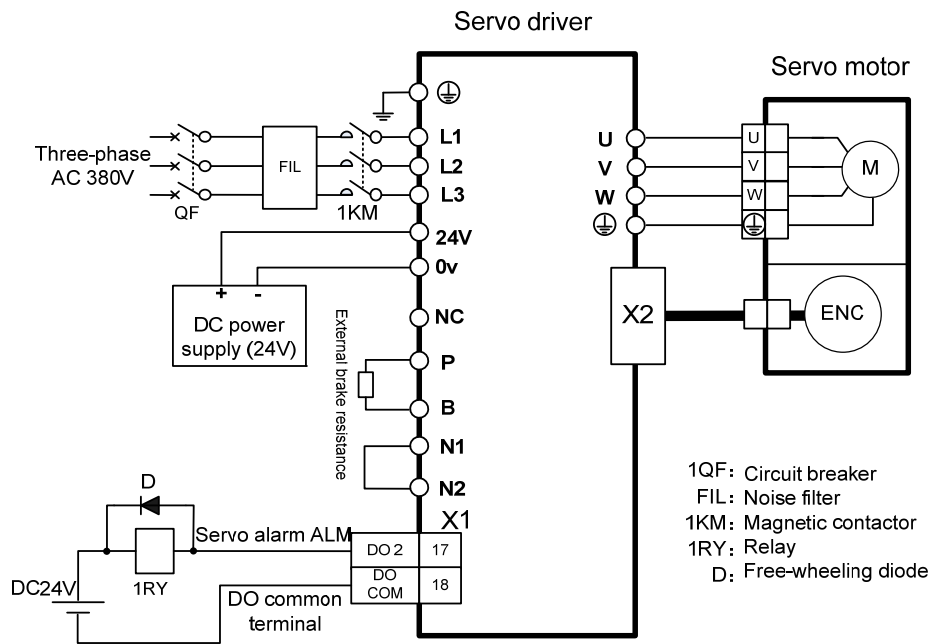 Servo driver
Servo motor
Three-phase
AC 380V
QF
FIL
1KM
L1
L2
L3
24V
0v
NC
P
B
N1
N2
X1
+ -
DC power
supply (24V)
External brake resistance
U
V
W
X2
U
V
W
M
ENC
D
1RY
DC24V
Servo alarm ALM
DO common
terminal
DO 2
17
DO
COM
18
1QF: Circuit breaker
FIL: Noise filter
1KM: Magnetic contactor
1RY: Relay
D: Free-wheeling diode